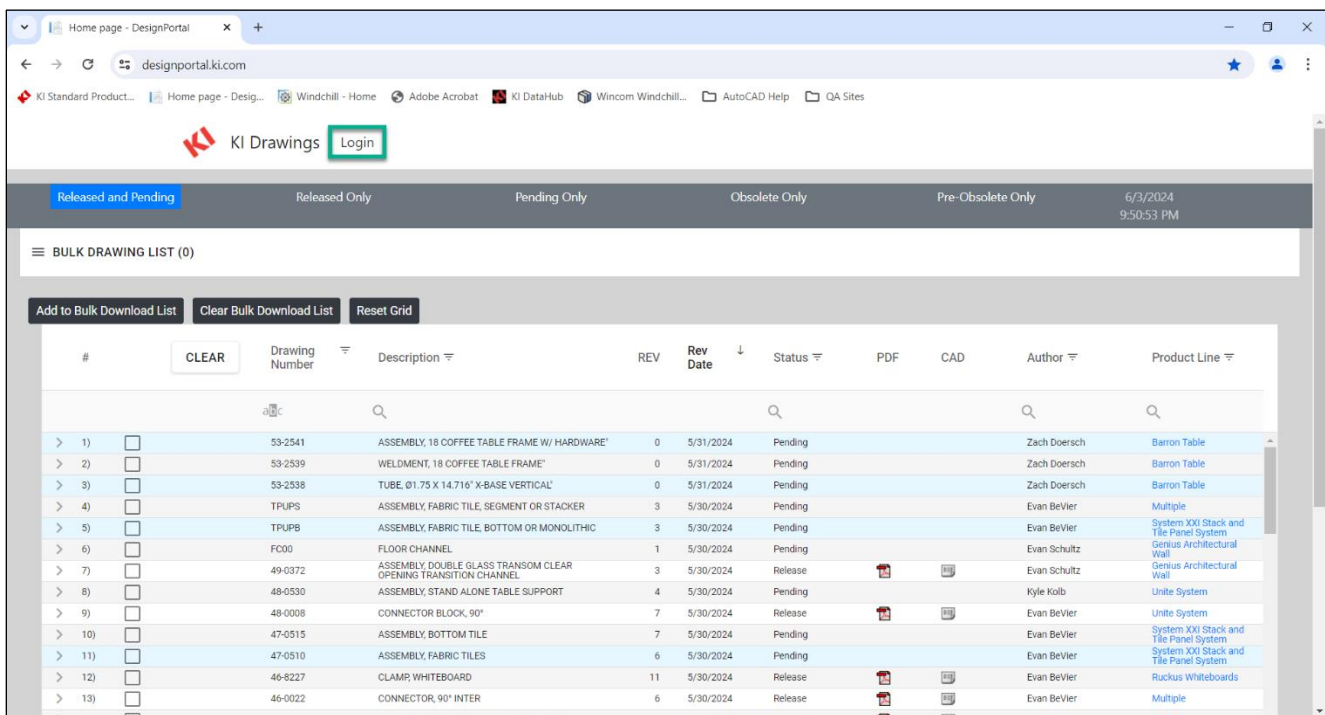 Home page - DesignPortal
designportal.ki.com
KI Standard Product... Home page - Desig... Windchill - Home Adobe Acrobat KI DataHub Wincom Windchill... AutoCAD Help QA Sites
KI KI Drawings Login
Released and Pending Released Only Pending Only Obsolete Only Pre-Obsolete Only 6/3/2024
9:50:53 PM
BULK DRAWING LIST (0)
Add to Bulk Download List Clear Bulk Download List Reset Grid
# CLEAR Drawing Number Description REV Rev Date Status PDF CAD Author Product Line
1) 53-2541 ASSEMBLY, 18 COFFEE TABLE FRAME W/ HARDWARE" 0 5/31/2024 Pending Zach Doersch Barron Table
2) 53-2539 WELDMENT, 18 COFFEE TABLE FRAME" 0 5/31/2024 Pending Zach Doersch Barron Table
3) 53-2538 TUBE, Ø1.75 X 14.716" X-BASE VERTICAL" 0 5/31/2024 Pending Zach Doersch Barron Table
4) TPUPS ASSEMBLY, FABRIC TILE, SEGMENT OR STACKER 3 5/30/2024 Pending Evan BeVier Multiple
5) TPUPB ASSEMBLY, FABRIC TILE, BOTTOM OR MONOLITHIC 3 5/30/2024 Pending Evan BeVier System XXI Stack and Tile Panel System
6) FC00 FLOOR CHANNEL 1 5/30/2024 Pending Evan Schultz Genius Architectural Wall
7) 49-0372 ASSEMBLY, DOUBLE GLASS TRANSOM CLEAR OPENING TRANSITION CHANNEL 3 5/30/2024 Release Evan Schultz Genius Architectural Wall
8) 48-0530 ASSEMBLY, STAND ALONE TABLE SUPPORT 4 5/30/2024 Pending Kyle Kolb Unite System
9) 48-0008 CONNECTOR BLOCK, 90° 7 5/30/2024 Release Evan BeVier Unite System
10) 47-0515 ASSEMBLY, BOTTOM TILE 7 5/30/2024 Pending Evan BeVier System XXI Stack and Tile Panel System
11) 47-0510 ASSEMBLY, FABRIC TILES 6 5/30/2024 Pending Evan BeVier System XXI Stack and Tile Panel System
12) 46-8227 CLAMP, WHITEBOARD 11 5/30/2024 Release Evan BeVier Ruckus Whiteboards
13) 46-0022 CONNECTOR, 90° INTER 6 5/30/2024 Release Evan BeVier Multiple